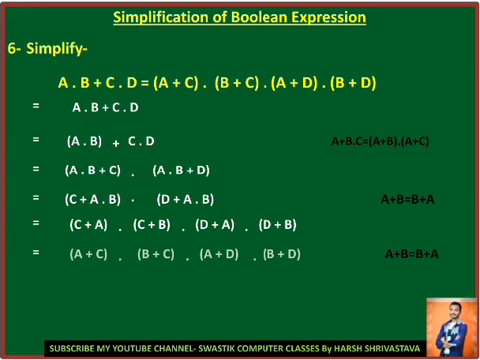 Simplification of Boolean Expression
6- Simplify-
A . B + C . D = (A + C) . (B + C) . (A + D) . (B + D)
= A . B + C . D
= (A . B) + C . D A+B.C=(A+B).(A+C)
= (A . B + C) . (A . B + D)
= (C + A . B) . (D + A . B) A+B=B+A
= (C + A) . (C + B) . (D + A) . (D + B)
= (A + C) . (B + C) . (A + D) . (B + D) A+B=B+A
SUBSCRIBE MY YOUTUBE CHANNEL- SWASTIK COMPUTER CLASSES By HARSH SHRIVASTAVA